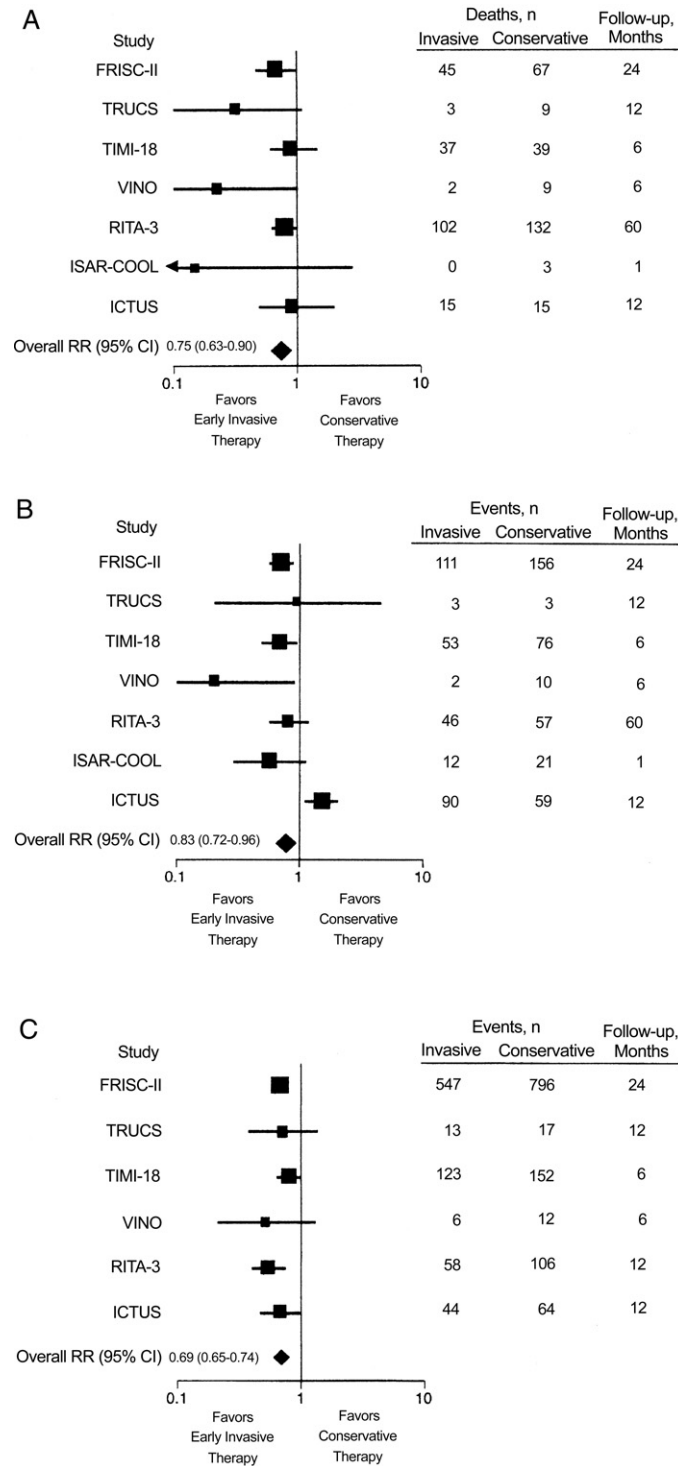 A
Deaths, n Follow-up,
Study Invasive Conservative Months
FRISC-II 45 67 24
TRUCS 3 9 12
TIMI-18 37 39 6
VINO 2 9 6
RITA-3 102 132 60
ISAR-COOL 0 3 1
ICTUS 15 15 12
Overall RR (95% CI) 0.75 (0.63-0.90)
0.1 1 10
Favors Favors
Early Invasive Conservative
Therapy Therapy
B
Events, n Follow-up,
Study Invasive Conservative Months
FRISC-II 111 156 24
TRUCS 3 3 12
TIMI-18 53 76 6
VINO 2 10 6
RITA-3 46 57 60
ISAR-COOL 12 21 1
ICTUS 90 59 12
Overall RR (95% CI) 0.83 (0.72-0.96)
0.1 1 10
Favors Favors
Early Invasive Conservative
Therapy Therapy
C
Events, n Follow-up,
Study Invasive Conservative Months
FRISC-II 547 796 24
TRUCS 13 17 12
TIMI-18 123 152 6
VINO 6 12 6
RITA-3 58 106 12
ICTUS 44 64 12
Overall RR (95% CI) 0.69 (0.65-0.74)
0.1 1 10
Favors Favors
Early Invasive Conservative
Therapy Therapy